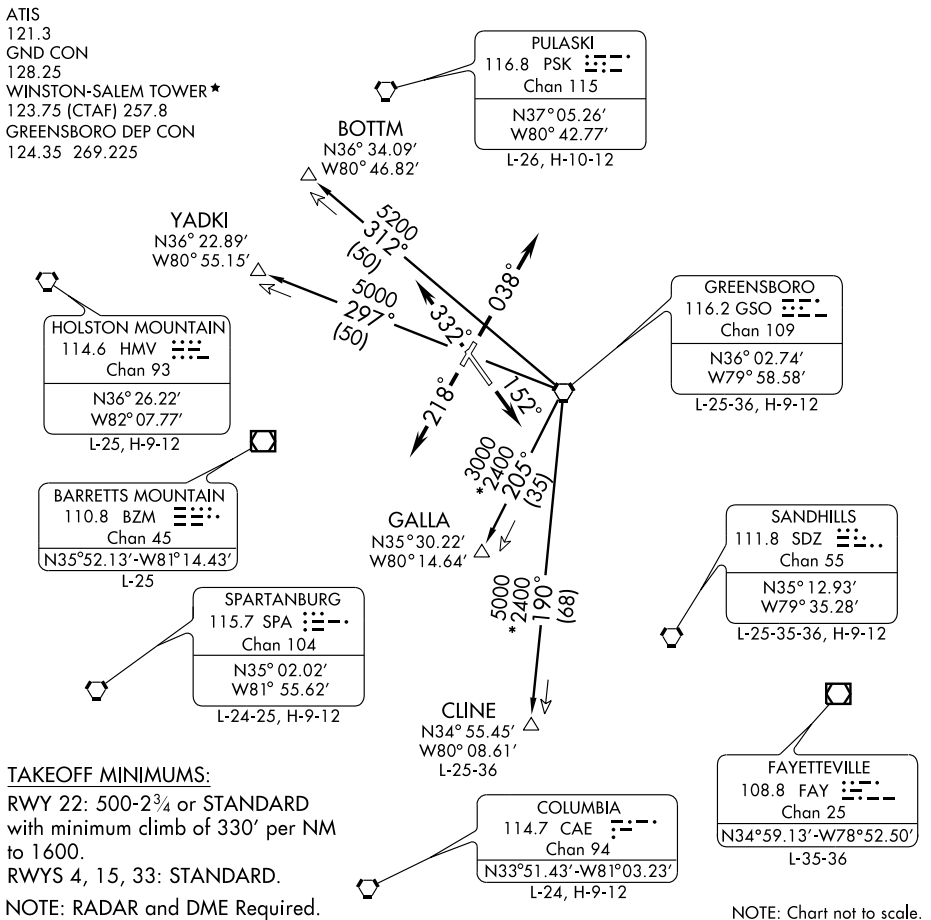 ATIS
121.3
GND CON
128.25
WINSTON-SALEM TOWER★
123.75 (CTAF) 257.8
GREENSBORO DEP CON
124.35 269.225
PULASKI
116.8 PSK
Chan 115
N37° 05.26'
W80° 42.77'
L-26, H-10-12
BOTTM
N36° 34.09'
W80° 46.82'
YADKI
N36° 22.89'
W80° 55.15'
5200
312°
(50)
5000
297°
(50)
038°
332°
218°
152°
HOLSTON MOUNTAIN
114.6 HMV
Chan 93
N36° 26.22'
W82° 07.77'
L-25, H-9-12
GREENSBORO
116.2 GSO
Chan 109
N36° 02.74'
W79° 58.58'
L-25-36, H-9-12
BARRETTS MOUNTAIN
110.8 BZM
Chan 45
N35°52.13'-W81°14.43'
L-25
3000
*2400
205°
(35)
GALLA
N35° 30.22'
W80° 14.64'
5000
*2400
190°
(68)
SANDHILLS
111.8 SDZ
Chan 55
N35° 12.93'
W79° 35.28'
L-25-35-36, H-9-12
SPARTANBURG
115.7 SPA
Chan 104
N35° 02.02'
W81° 55.62'
L-24-25, H-9-12
CLINE
N34° 55.45'
W80° 08.61'
L-25-36
FAYETTEVILLE
108.8 FAY
Chan 25
N34°59.13'-W78°52.50'
L-35-36
COLUMBIA
114.7 CAE
Chan 94
N33°51.43'-W81°03.23'
L-24, H-9-12
TAKEOFF MINIMUMS:
RWY 22: 500-2¾ or STANDARD
with minimum climb of 330' per NM
to 1600.
RWYS 4, 15, 33: STANDARD.
NOTE: RADAR and DME Required.
NOTE: Chart not to scale.